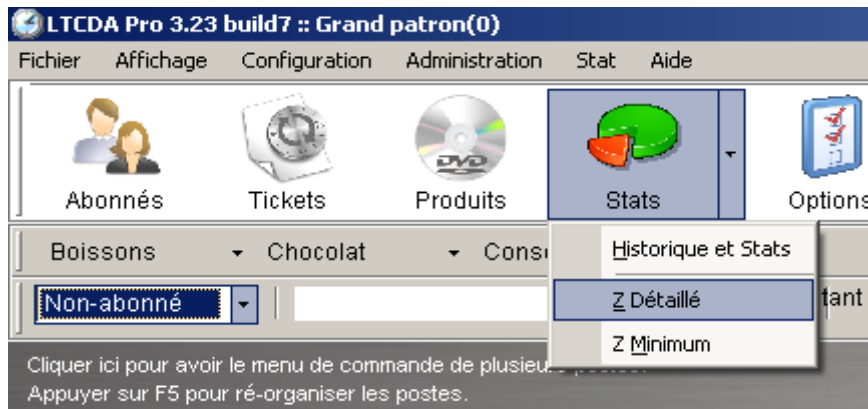 LTCDA Pro 3.23 build7 :: Grand patron(0)
Fichier Affichage Configuration Administration Stat Aide
DVD
Abonnés Tickets Produits Stats Options
Boissons Chocolat
Historique et Stats
Non-abonné
Z Détaillé
Z Minimum
Cliquer ici pour avoir le menu de commande de
Appuyer sur F5 pour ré-organiser les postes.